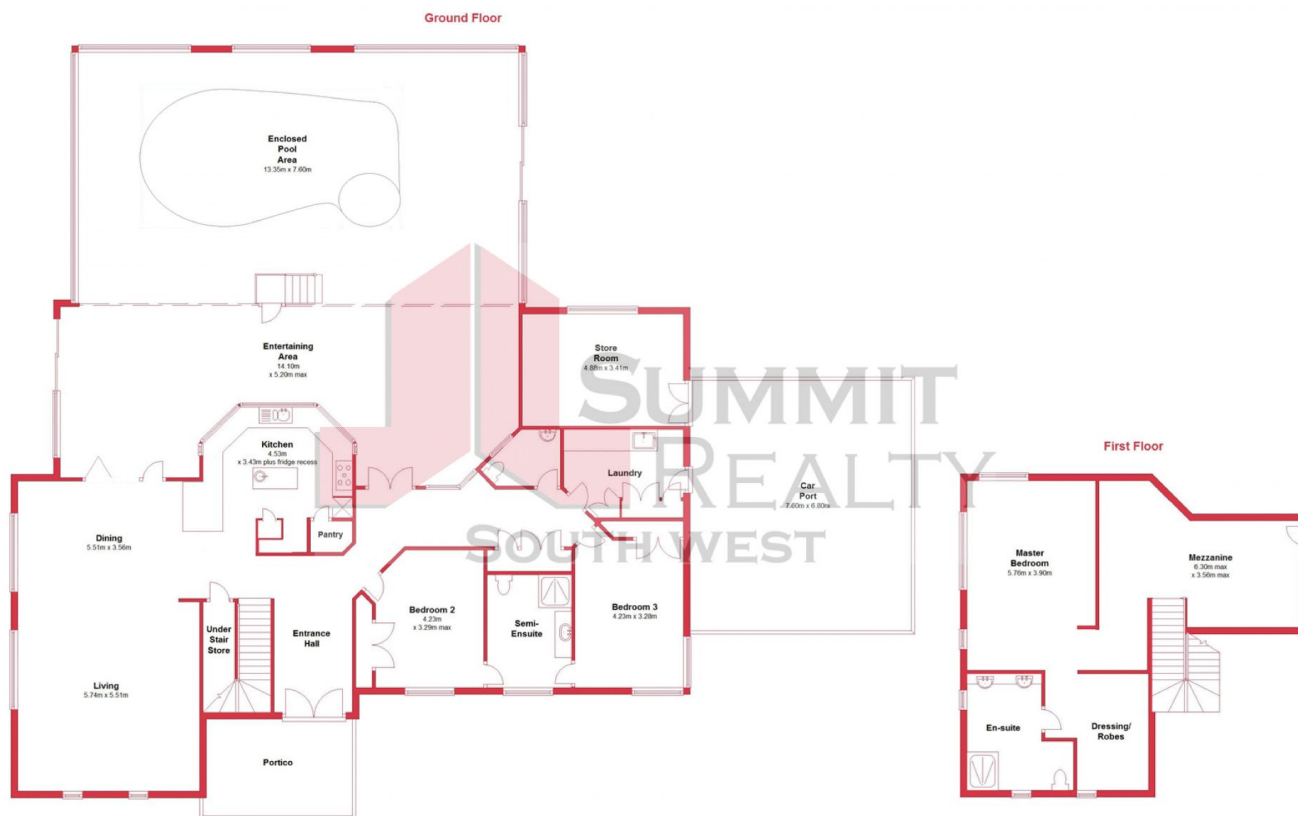 Ground Floor
Enclosed
Pool
Area
13.35m x 7.60m
Entertaining
Area
14.10m
x 5.20m max
Store
Room
4.88m x 3.41m
Kitchen
4.53m
x 3.43m plus fridge recess
Laundry
Car
Port
7.60m x 6.80m
Pantry
Dining
5.51m x 3.56m
Bedroom 2
4.23m
x 3.29m max
Semi-
Ensuite
Bedroom 3
4.23m x 3.28m
Under
Stair
Store
Entrance
Hall
Living
5.74m x 5.51m
Portico
SUMMIT
REALTY
SOUTH WEST
First Floor
Master
Bedroom
5.76m x 3.90m
Mezzanine
6.30m max
x 3.56m max
En-suite
Dressing/
Robes